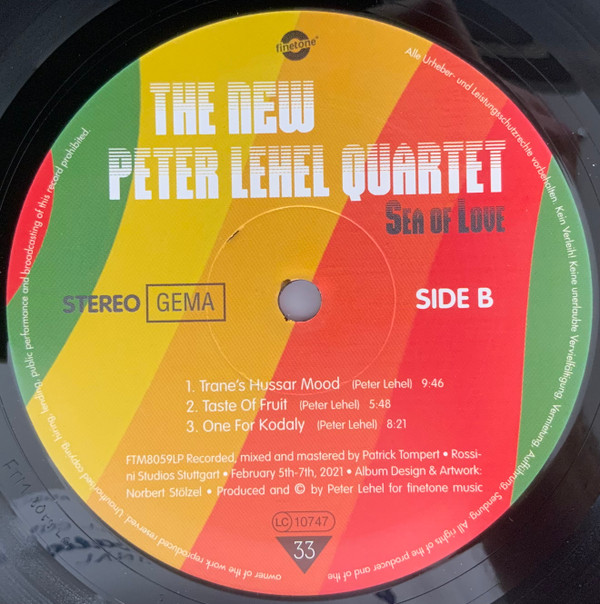 finetone®
THE NEW
PETER LEHEL QUARTET
SEA OF LOVE
STEREO GEMA
SIDE B
1. Trane's Hussar Mood (Peter Lehel) 9:46
2. Taste Of Fruit (Peter Lehel) 5:48
3. One For Kodaly (Peter Lehel) 8:21
FTM8059LP Recorded, mixed and mastered by Patrick Tompert • Rossi-
ni Studios Stuttgart • February 5th-7th, 2021 • Album Design & Artwork:
Norbert Stölzel • Produced and © by Peter Lehel for finetone music
LC 10747
33
Alle Urheber- und Leistungsschutzrechte vorbehalten. Kein Verleih! Keine unerlaubte Vervielfältigung, Vermietung, Aufführung, Sendung. All rights of the producer and of the owner of the work reproduced reserved. Unauthorised copying, hiring, lending, public performance and broadcasting of this record prohibited.